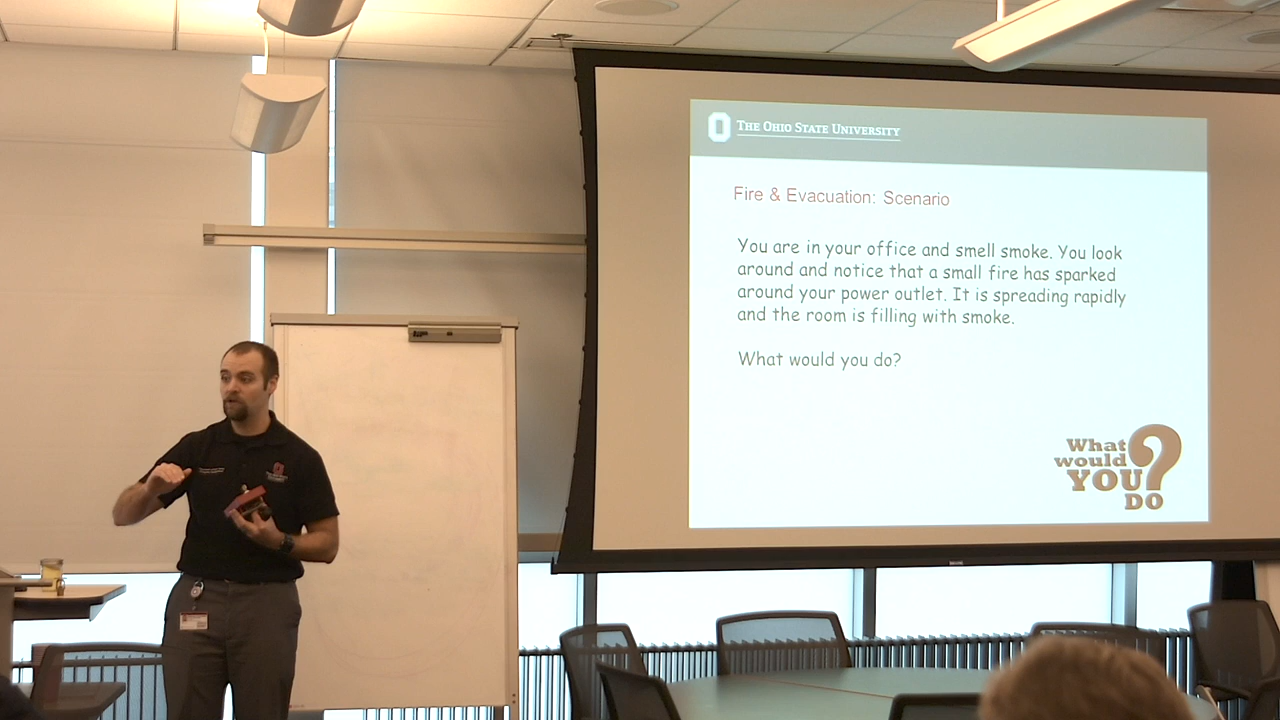 THE OHIO STATE UNIVERSITY
Fire & Evacuation: Scenario
You are in your office and smell smoke. You look
around and notice that a small fire has sparked
around your power outlet. It is spreading rapidly
and the room is filling with smoke.
What would you do?
What
would
YOU
DO
?